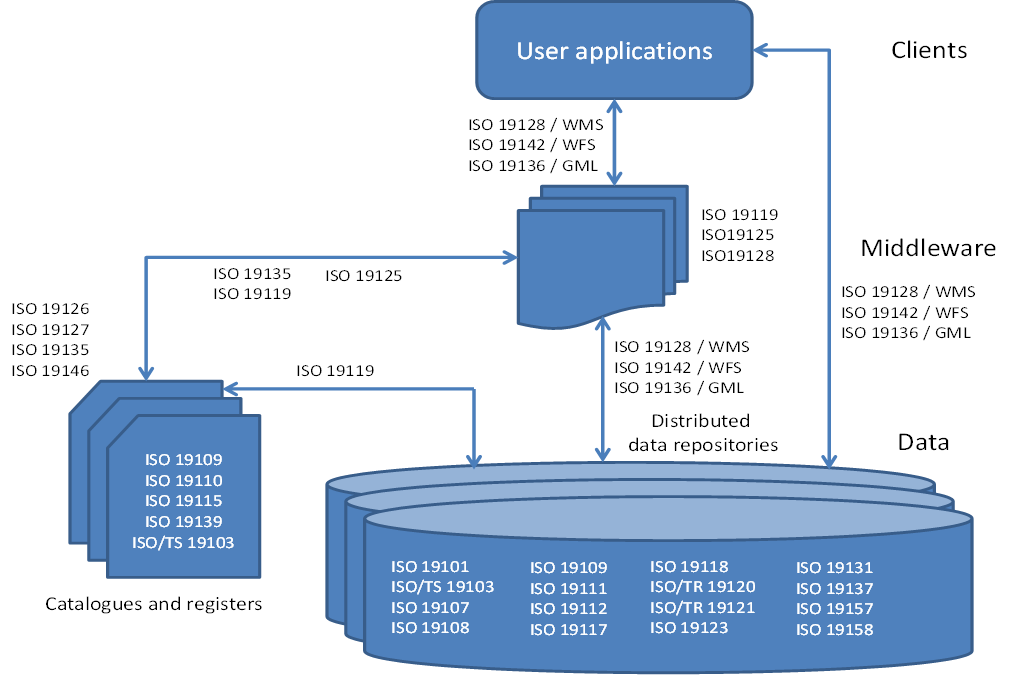 User applications
Clients
ISO 19128 / WMS
ISO 19142 / WFS
ISO 19136 / GML
ISO 19119
ISO19125
ISO19128
Middleware
ISO 19135
ISO 19119
ISO 19125
ISO 19128 / WMS
ISO 19142 / WFS
ISO 19136 / GML
ISO 19126
ISO 19127
ISO 19135
ISO 19146
ISO 19128 / WMS
ISO 19142 / WFS
ISO 19136 / GML
ISO 19119
Distributed
data repositories
Data
ISO 19109
ISO 19110
ISO 19115
ISO 19139
ISO/TS 19103
Catalogues and registers
ISO 19101
ISO/TS 19103
ISO 19107
ISO 19108
ISO 19109
ISO 19111
ISO 19112
ISO 19117
ISO 19118
ISO/TR 19120
ISO/TR 19121
ISO 19123
ISO 19131
ISO 19137
ISO 19157
ISO 19158